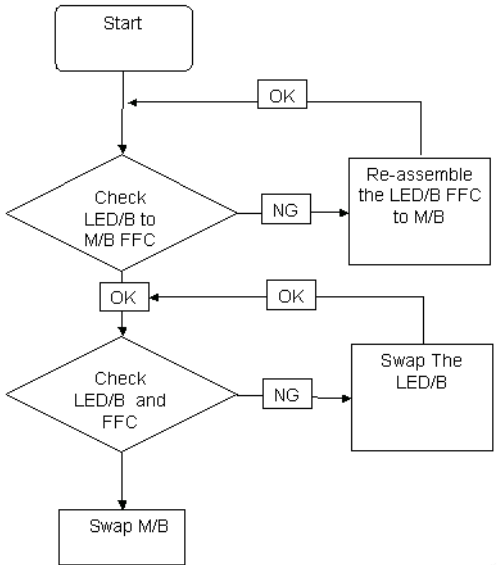 Start
OK
Check
LED/B to
M/B FFC
NG
Re-assemble
the LED/B FFC
to M/B
OK
OK
Check
LED/B and
FFC
NG
Swap The
LED/B
Swap M/B